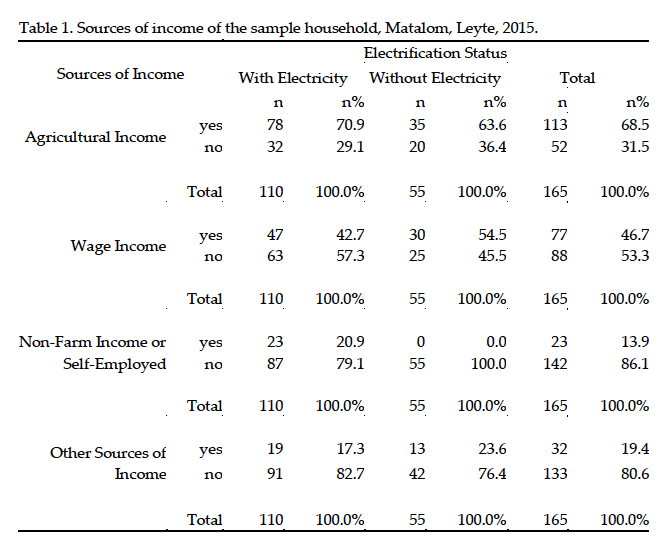 Table 1. Sources of income of the sample household, Matalom, Leyte, 2015.
Electrification Status
Sources of Income With Electricity Without Electricity Total
n n% n n% n n%
Agricultural Income yes 78 70.9 35 63.6 113 68.5
no 32 29.1 20 36.4 52 31.5
Total 110 100.0% 55 100.0% 165 100.0%
Wage Income yes 47 42.7 30 54.5 77 46.7
no 63 57.3 25 45.5 88 53.3
Total 110 100.0% 55 100.0% 165 100.0%
Non-Farm Income or yes 23 20.9 0 0.0 23 13.9
Self-Employed no 87 79.1 55 100.0 142 86.1
Total 110 100.0% 55 100.0% 165 100.0%
Other Sources of yes 19 17.3 13 23.6 32 19.4
Income no 91 82.7 42 76.4 133 80.6
Total 110 100.0% 55 100.0% 165 100.0%